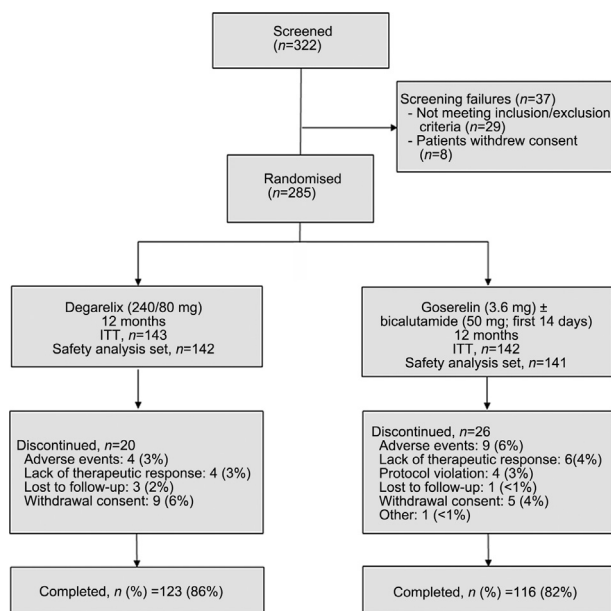 Screened
(n=322)
Screening failures (n=37)
- Not meeting inclusion/exclusion
criteria (n=29)
- Patients withdrew consent
(n=8)
Randomised
(n=285)
Degarelix (240/80 mg)
12 months
ITT, n=143
Safety analysis set, n=142
Goserelin (3.6 mg) ±
bicalutamide (50 mg; first 14 days)
12 months
ITT, n=142
Safety analysis set, n=141
Discontinued, n=20
Adverse events: 4 (3%)
Lack of therapeutic response: 4 (3%)
Lost to follow-up: 3 (2%)
Withdrawal consent: 9 (6%)
Discontinued, n=26
Adverse events: 9 (6%)
Lack of therapeutic response: 6(4%)
Protocol violation: 4 (3%)
Lost to follow-up: 1 (<1%)
Withdrawal consent: 5 (4%)
Other: 1 (<1%)
Completed, n (%) =123 (86%)
Completed, n (%) =116 (82%)